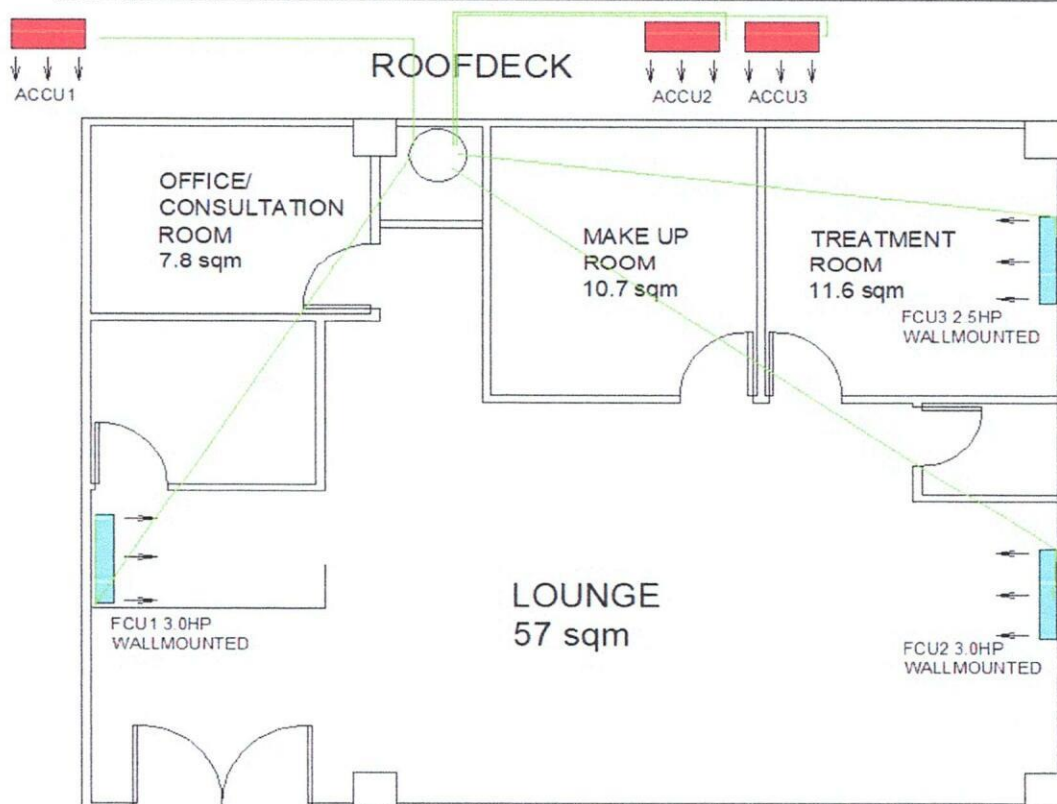 ROOFDECK
ACCU1
ACCU2
ACCU3
OFFICE/
CONSULTATION
ROOM
7.8 sqm
MAKE UP
ROOM
10.7 sqm
TREATMENT
ROOM
11.6 sqm
FCU3 2.5HP
WALLMOUNTED
LOUNGE
57 sqm
FCU1 3.0HP
WALLMOUNTED
FCU2 3.0HP
WALLMOUNTED